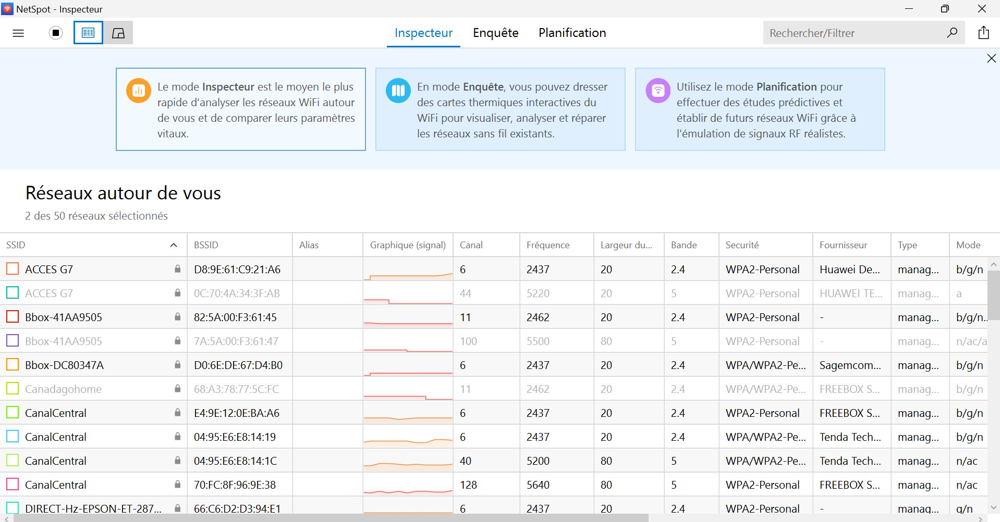 NetSpot - Inspecteur
Inspecteur Enquête Planification Rechercher/Filtrer
Le mode Inspecteur est le moyen le plus
rapide d'analyser les réseaux WiFi autour
de vous et de comparer leurs paramètres
vitaux.
En mode Enquête, vous pouvez dresser
des cartes thermiques interactives du
WiFi pour visualiser, analyser et réparer
les réseaux sans fil existants.
Utilisez le mode Planification pour
effectuer des études prédictives et
établir de futurs réseaux WiFi grâce à
l'émulation de signaux RF réalistes.
Réseaux autour de vous
2 des 50 réseaux sélectionnés
SSID BSSID Alias Graphique (signal) Canal Fréquence Largeur du... Bande Securité Fournisseur Type Mode
ACCES G7 D8:9E:61:C9:21:A6 6 2437 20 2.4 WPA2-Personal Huawei De... manag... b/g/n
ACCES G7 0C:70:4A:34:3F:AB 44 5220 20 5 WPA2-Personal HUAWEI TE... manag... a
Bbox-41AA9505 82:5A:00:F3:61:45 11 2462 20 2.4 WPA2-Personal - manag... b/g/n..
Bbox-41AA9505 7A:5A:00:F3:61:47 100 5500 80 5 WPA2-Personal - manag... n/ac/a
Bbox-DC80347A D0:6E:DE:67:D4:B0 6 2437 20 2.4 WPA/WPA2-Pe... Sagemcom... manag... b/g/n
Canadagohome 68:A3:78:77:5C:FC 11 2462 20 2.4 WPA/WPA2-Pe... FREEBOX S... manag... b/g/n
CanalCentral E4:9E:12:0E:BA:A6 6 2437 20 2.4 WPA2-Personal FREEBOX S... manag... b/g/n
CanalCentral 04:95:E6:E8:14:19 6 2437 20 2.4 WPA/WPA2-Pe... Tenda Tech... manag... b/g/n
CanalCentral 04:95:E6:E8:14:1C 40 5200 80 5 WPA/WPA2-Pe... Tenda Tech... manag... n/ac
CanalCentral 70:FC:8F:96:9E:38 128 5640 80 5 WPA2-Personal FREEBOX S... manag... n/ac
DIRECT-Hz-EPSON-ET-287... 66:C6:D2:D3:94:E1 6 2437 20 2.4 WPA2-Personal - manag... g/n